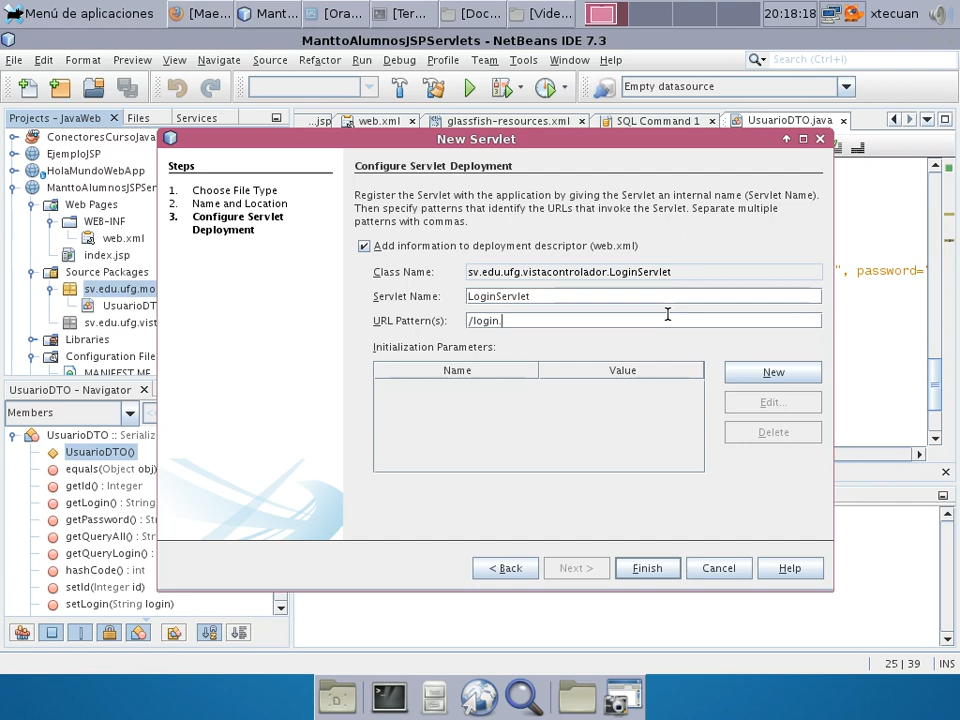 Menú de aplicaciones
[Mae...
Mant...
[Ora...
[Ter...
[Doc...
[Vide...
20:18:18
xtecuan
ManttoAlumnosJSPServlets - NetBeans IDE 7.3
File Edit Format Preview View Navigate Source Refactor Run Debug Profile Team Tools Window Help
Search (Ctrl+I)
Empty datasource
Projects - JavaWeb
Files
Services
...jsp
web.xml
glassfish-resources.xml
SQL Command 1
UsuarioDTO.java
ConectoresCursoJava
EjemploJSP
HolaMundoWebApp
ManttoAlumnosJSPSer
Web Pages
WEB-INF
web.xml
index.jsp
Source Packages
sv.edu.ufg.mo
UsuarioDT
sv.edu.ufg.vist
Libraries
Configuration File
MANIFEST.MF
", password="
New Servlet
Steps
1. Choose File Type
2. Name and Location
3. Configure Servlet
Deployment
Configure Servlet Deployment
Register the Servlet with the application by giving the Servlet an internal name (Servlet Name).
Then specify patterns that identify the URLs that invoke the Servlet. Separate multiple
patterns with commas.
Add information to deployment descriptor (web.xml)
Class Name: sv.edu.ufg.vistacontrolador.LoginServlet
Servlet Name: LoginServlet
URL Pattern(s): /login.
Initialization Parameters:
Name Value
New
Edit...
Delete
< Back Next > Finish Cancel Help
UsuarioDTO - Navigator
Members
UsuarioDTO :: Serializ
UsuarioDTO()
equals(Object obj)
getId() : Integer
getLogin() : String
getPassword() : St
getQueryAll() : Str
getQueryLogin() :
hashCode() : int
setId(Integer id)
setLogin(String login)
25 | 39
INS